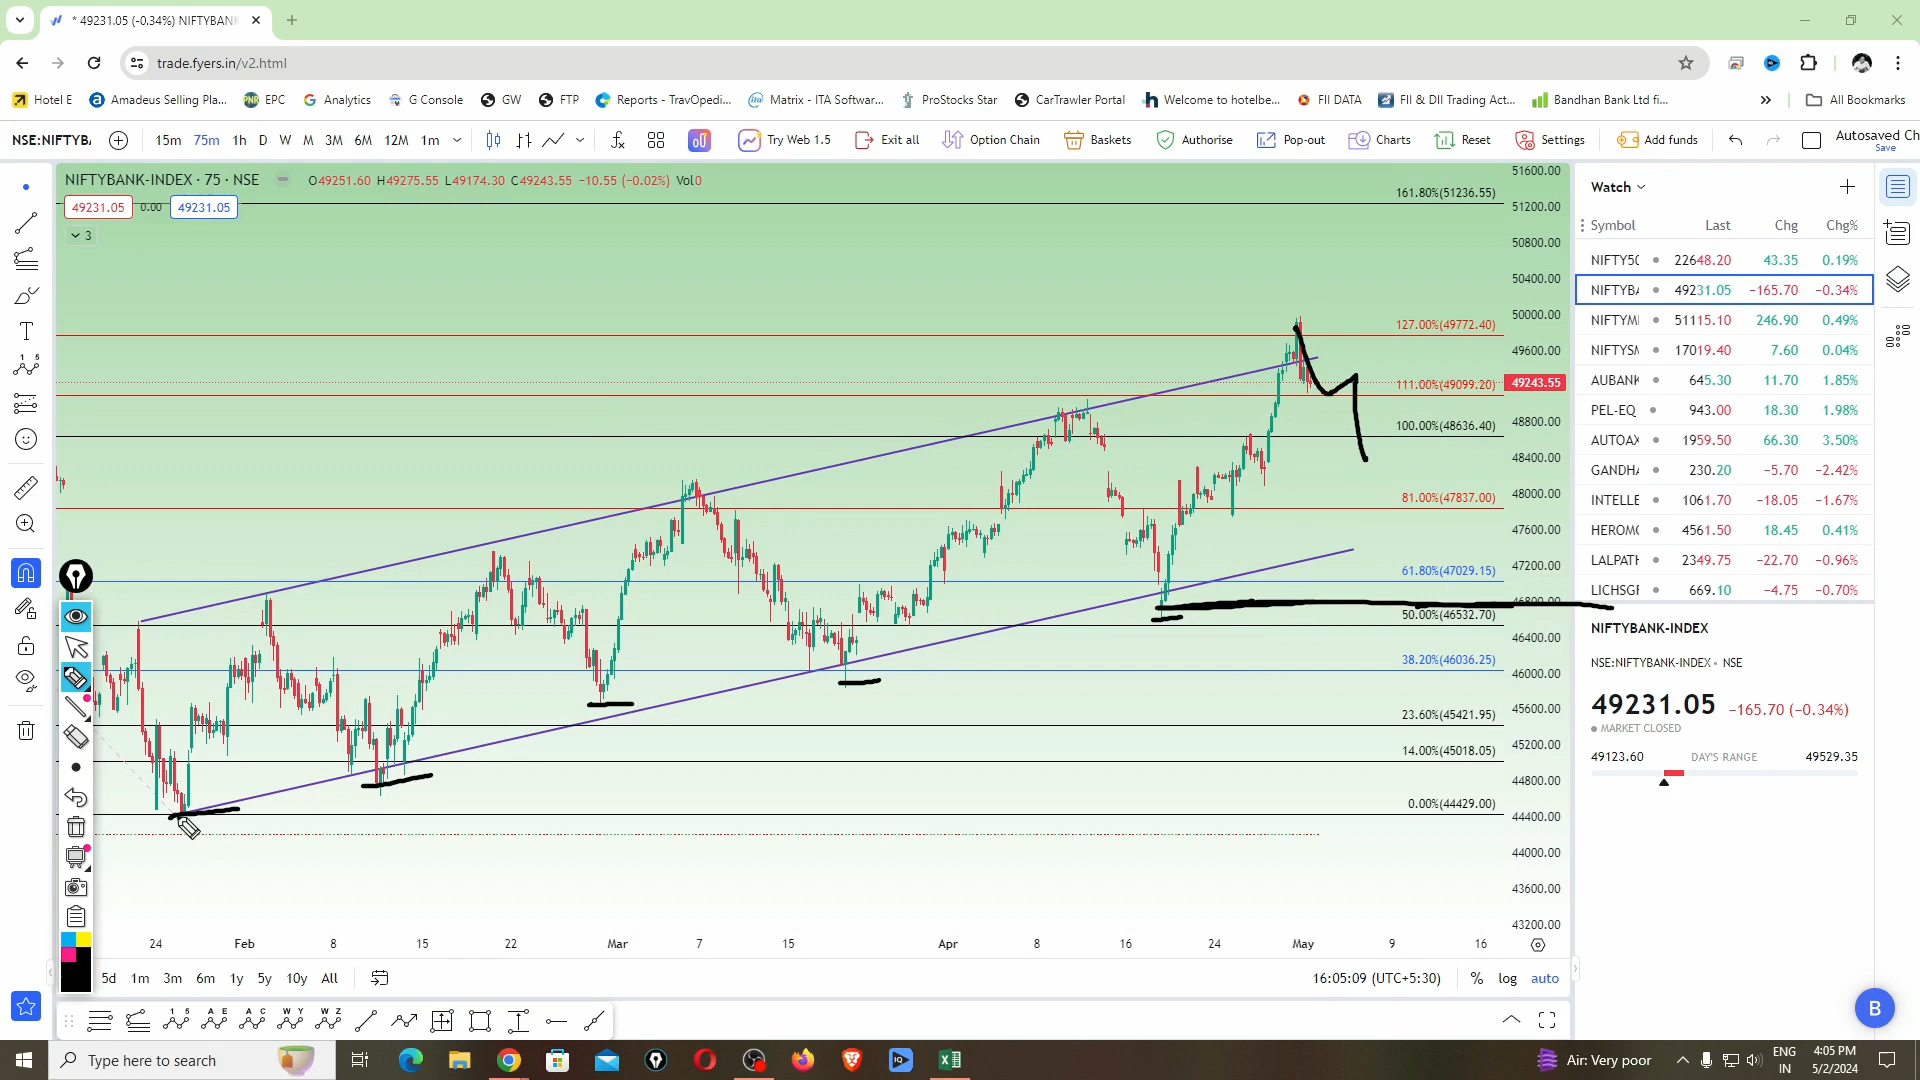 * 49231.05 (-0.34%) NIFTYBANK
trade.fyers.in/v2.html
Hotel E
Amadeus Selling Pla...
EPC
Analytics
G Console
GW
FTP
Reports - TravOpedi...
Matrix - ITA Softwar...
ProStocks Star
CarTrawler Portal
Welcome to hotelbe...
FII DATA
FII & DII Trading Act...
Bandhan Bank Ltd fi...
All Bookmarks
NSE:NIFTYBA
15m 75m 1h D W M 3M 6M 12M 1m
Try Web 1.5
Exit all
Option Chain
Baskets
Authorise
Pop-out
Charts
Reset
Settings
Add funds
Autosaved Ch
Save
NIFTYBANK-INDEX · 75 · NSE
O49251.60 H49275.55 L49174.30 C49243.55 −10.55 (−0.02%) Vol0
49231.05 0.00 49231.05
3
161.80%(51236.55)
127.00%(49772.40)
111.00%(49099.20)
100.00%(48636.40)
81.00%(47837.00)
61.80%(47029.15)
50.00%(46532.70)
38.20%(46036.25)
23.60%(45421.95)
14.00%(45018.05)
0.00%(44429.00)
51600.00
51200.00
50800.00
50400.00
50000.00
49600.00
49243.55
48800.00
48400.00
48000.00
47600.00
47200.00
46800.00
46400.00
46000.00
45600.00
45200.00
44800.00
44400.00
44000.00
43600.00
43200.00
24 Feb 8 15 22 Mar 7 15 Apr 8 16 24 May 9 16
5d 1m 3m 6m 1y 5y 10y All
16:05:09 (UTC+5:30)
% log auto
Watch
Symbol Last Chg Chg%
NIFTY50 22648.20 43.35 0.19%
NIFTYBA 49231.05 −165.70 −0.34%
NIFTYMI 51115.10 246.90 0.49%
NIFTYSM 17019.40 7.60 0.04%
AUBANK 645.30 11.70 1.85%
PEL-EQ 943.00 18.30 1.98%
AUTOAX 1959.50 66.30 3.50%
GANDHA 230.20 −5.70 −2.42%
INTELLE 1061.70 −18.05 −1.67%
HEROMO 4561.50 18.45 0.41%
LALPATH 2349.75 −22.70 −0.96%
LICHSGF 669.10 −4.75 −0.70%
NIFTYBANK-INDEX
NSE:NIFTYBANK-INDEX • NSE
49231.05 −165.70 (−0.34%)
MARKET CLOSED
49123.60 DAY'S RANGE 49529.35
B
Type here to search
Air: Very poor
ENG
IN
4:05 PM
5/2/2024